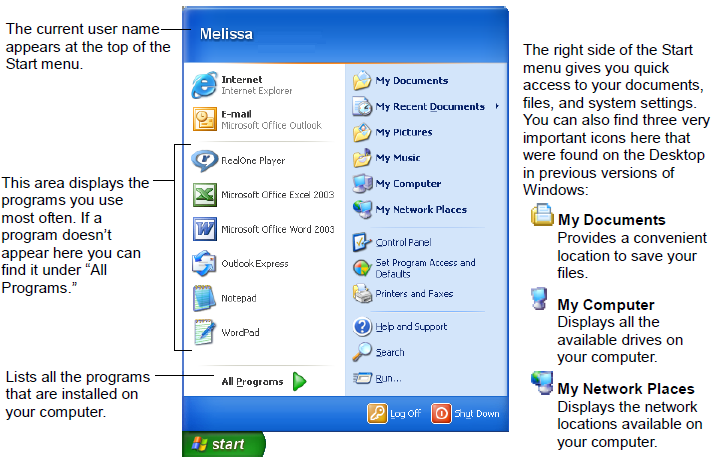 The current user name
appears at the top of the
Start menu.
This area displays the
programs you use
most often. If a
program doesn't
appear here you can
find it under “All
Programs.”
Lists all the programs
that are installed on
your computer.
Melissa
Internet
Internet Explorer
E-mail
Microsoft Office Outlook
RealOne Player
Microsoft Office Excel 2003
Microsoft Office Word 2003
Outlook Express
Notepad
WordPad
All Programs
My Documents
My Recent Documents
My Pictures
My Music
My Computer
My Network Places
Control Panel
Set Program Access and
Defaults
Printers and Faxes
Help and Support
Search
Run...
Log Off
Shut Down
start
The right side of the Start
menu gives you quick
access to your documents,
files, and system settings.
You can also find three very
important icons here that
were found on the Desktop
in previous versions of
Windows:
My Documents
Provides a convenient
location to save your
files.
My Computer
Displays all the
available drives on
your computer.
My Network Places
Displays the network
locations available on
your computer.